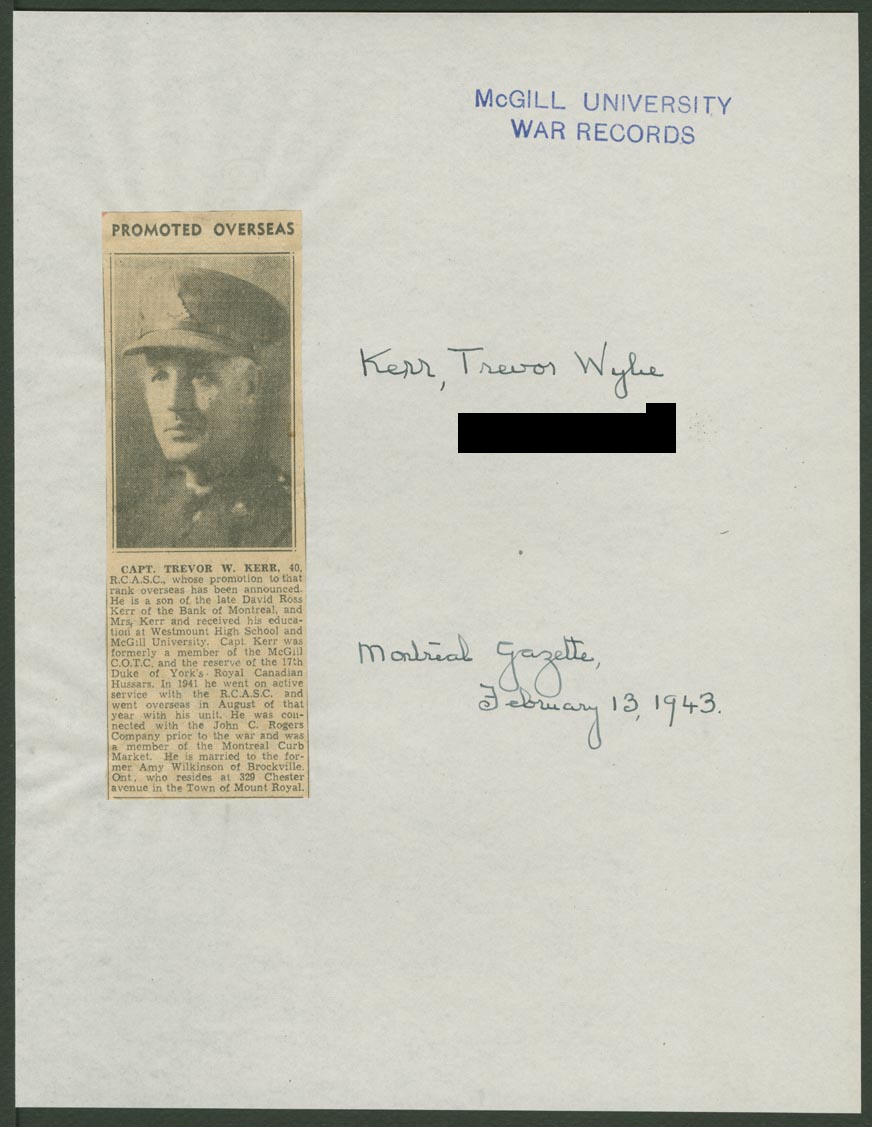 McGILL UNIVERSITY
WAR RECORDS
PROMOTED OVERSEAS
CAPT. TREVOR W. KERR, 40,
R.C.A.S.C., whose promotion to that
rank overseas has been announced.
He is a son of the late David Ross
Kerr of the Bank of Montreal, and
Mrs. Kerr and received his educa-
tion at Westmount High School and
McGill University. Capt. Kerr was
formerly a member of the McGill
C.O.T.C. and the reserve of the 17th
Duke of York's Royal Canadian
Hussars. In 1941 he went on active
service with the R.C.A.S.C. and
went overseas in August of that
year with his unit. He was con-
nected with the John C. Rogers
Company prior to the war and was
a member of the Montreal Curb
Market. He is married to the for-
mer Amy Wilkinson of Brockville,
Ont., who resides at 329 Chester
avenue in the Town of Mount Royal.
Kerr, Trevor Wylie
Montreal Gazette,
February 13, 1943.